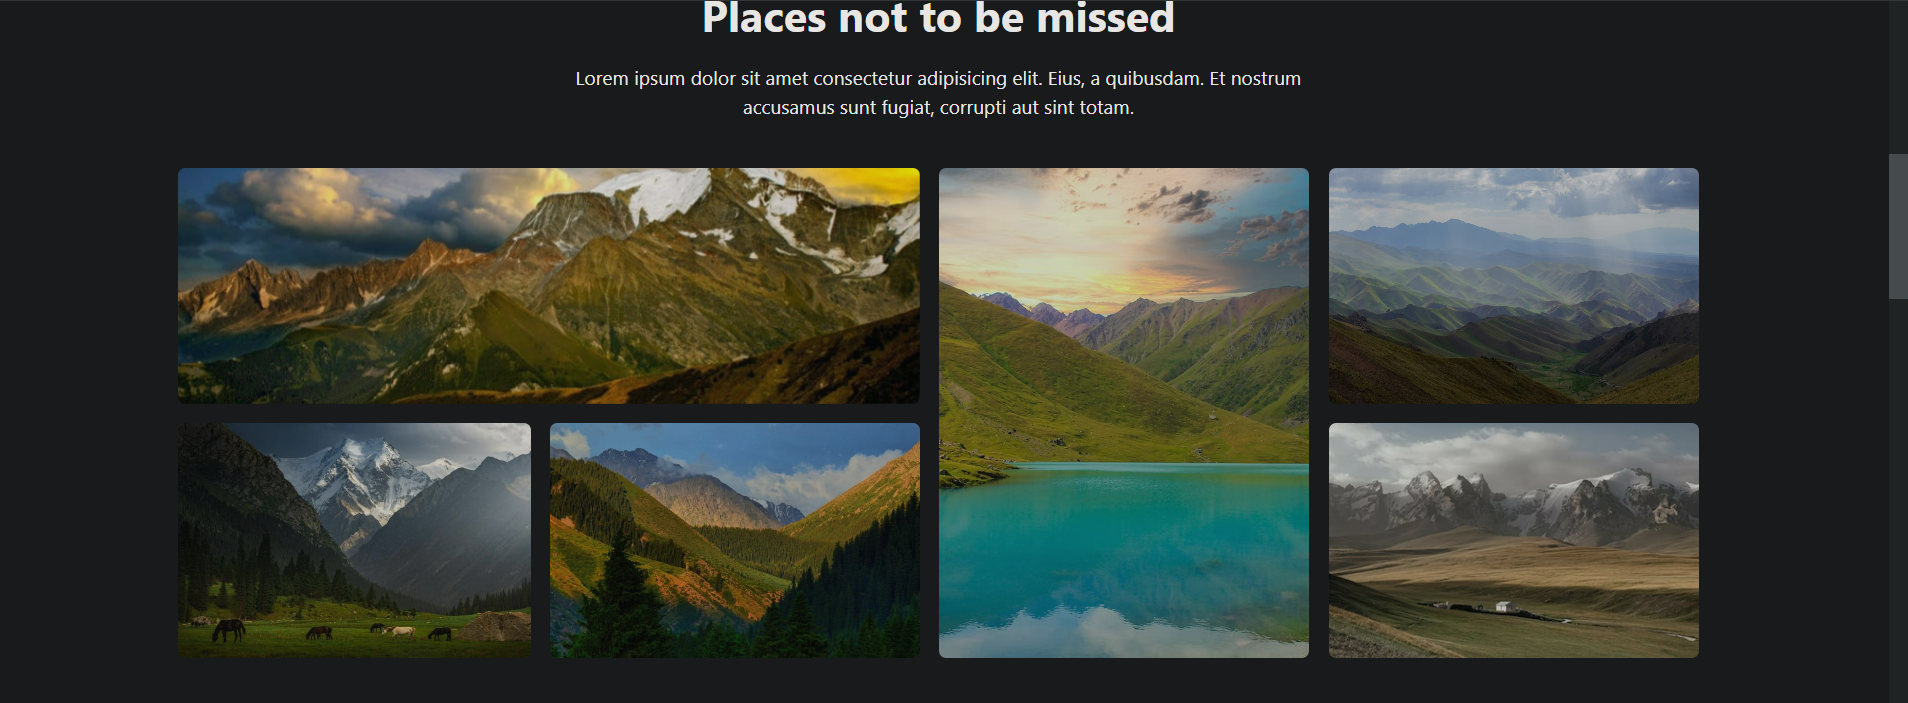 Places not to be missed
Lorem ipsum dolor sit amet consectetur adipisicing elit. Eius, a quibusdam. Et nostrum
accusamus sunt fugiat, corrupti aut sint totam.